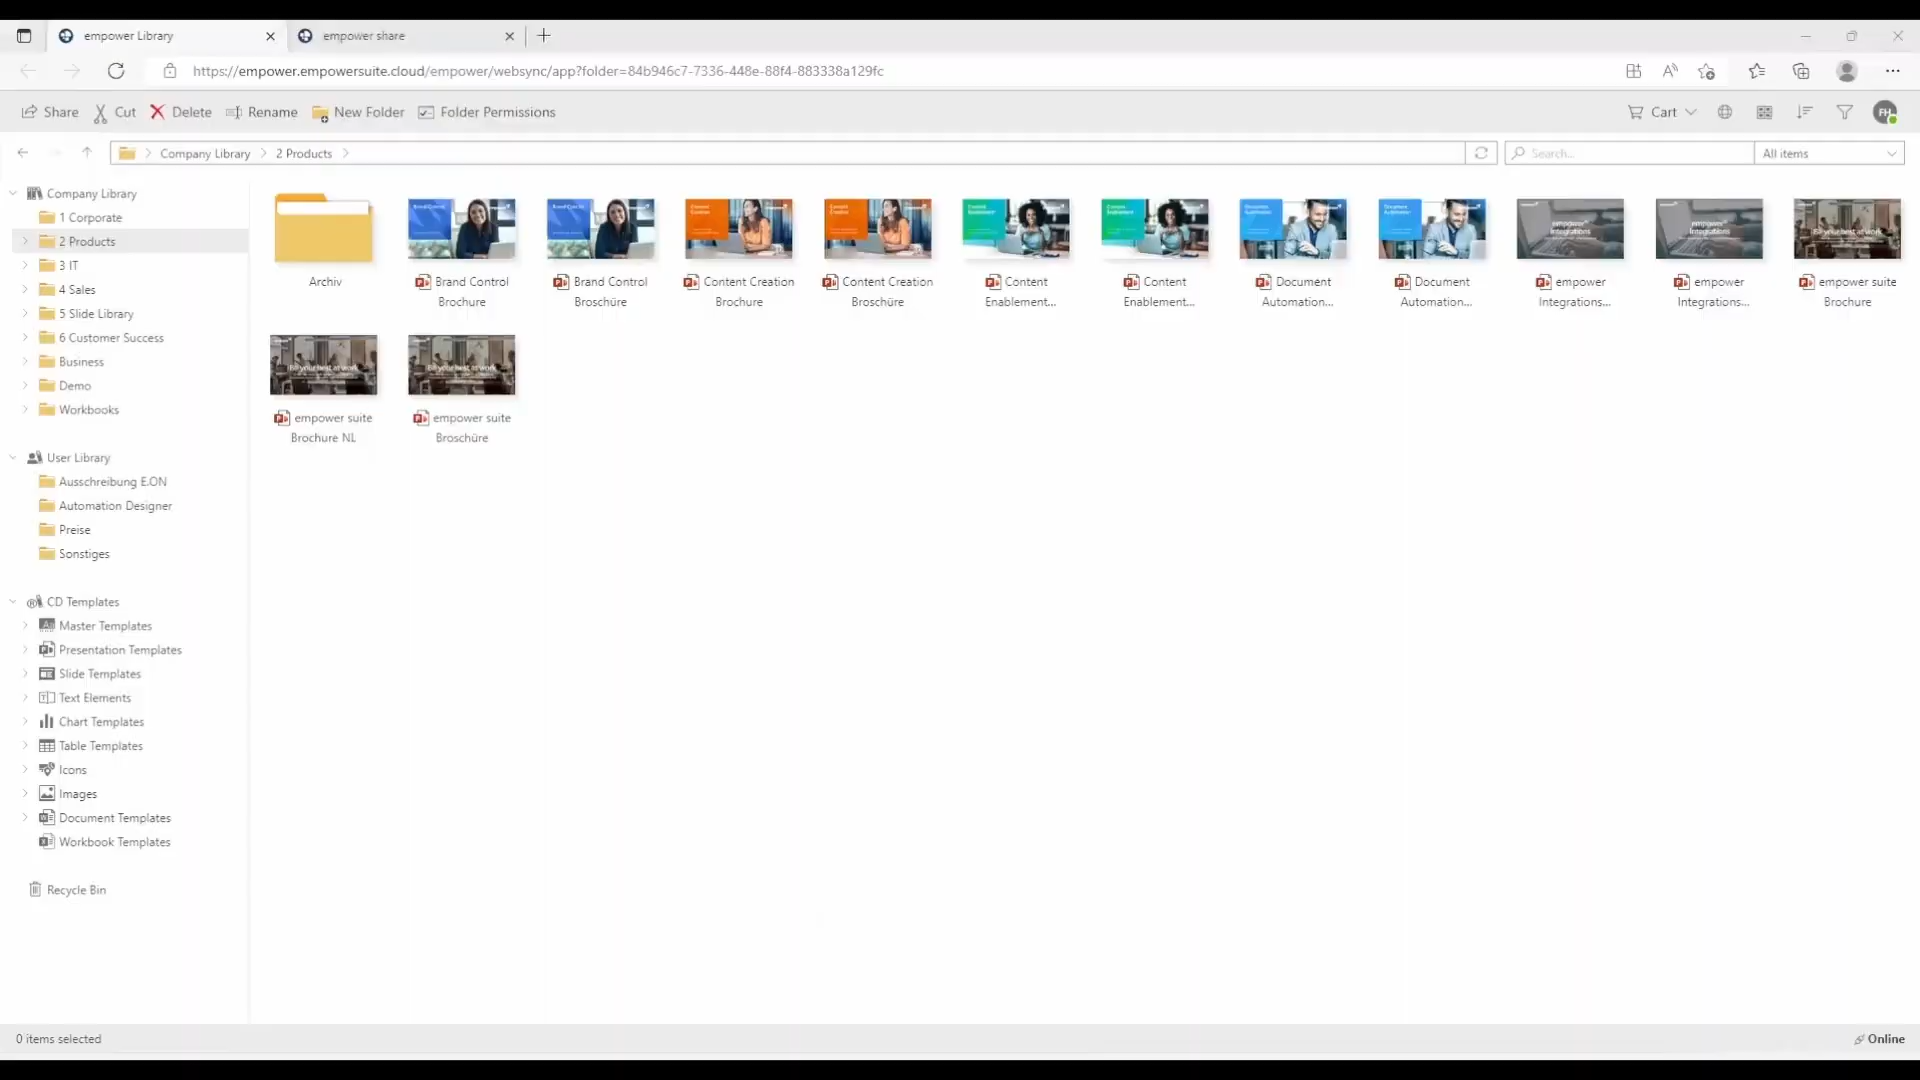 empower Library
empower share
https://empower.empowersuite.cloud/empower/websync/app?folder=84b946c7-7336-448e-88f4-883338a129fc
Share Cut Delete Rename New Folder Folder Permissions Cart FH
Company Library 2 Products Search... All items
Company Library
1 Corporate
2 Products
3 IT
4 Sales
5 Slide Library
6 Customer Success
Business
Demo
Workbooks
User Library
Ausschreibung E.ON
Automation Designer
Preise
Sonstiges
CD Templates
Master Templates
Presentation Templates
Slide Templates
Text Elements
Chart Templates
Table Templates
Icons
Images
Document Templates
Workbook Templates
Recycle Bin
Archiv
Brand Control
Brochure
Brand Control
Broschüre
Content Creation
Brochure
Content Creation
Broschüre
Content
Enablement...
Content
Enablement...
Document
Automation...
Document
Automation...
empower
Integrations...
empower
Integrations...
empower suite
Brochure
empower suite
Brochure NL
empower suite
Broschüre
0 items selected
Online